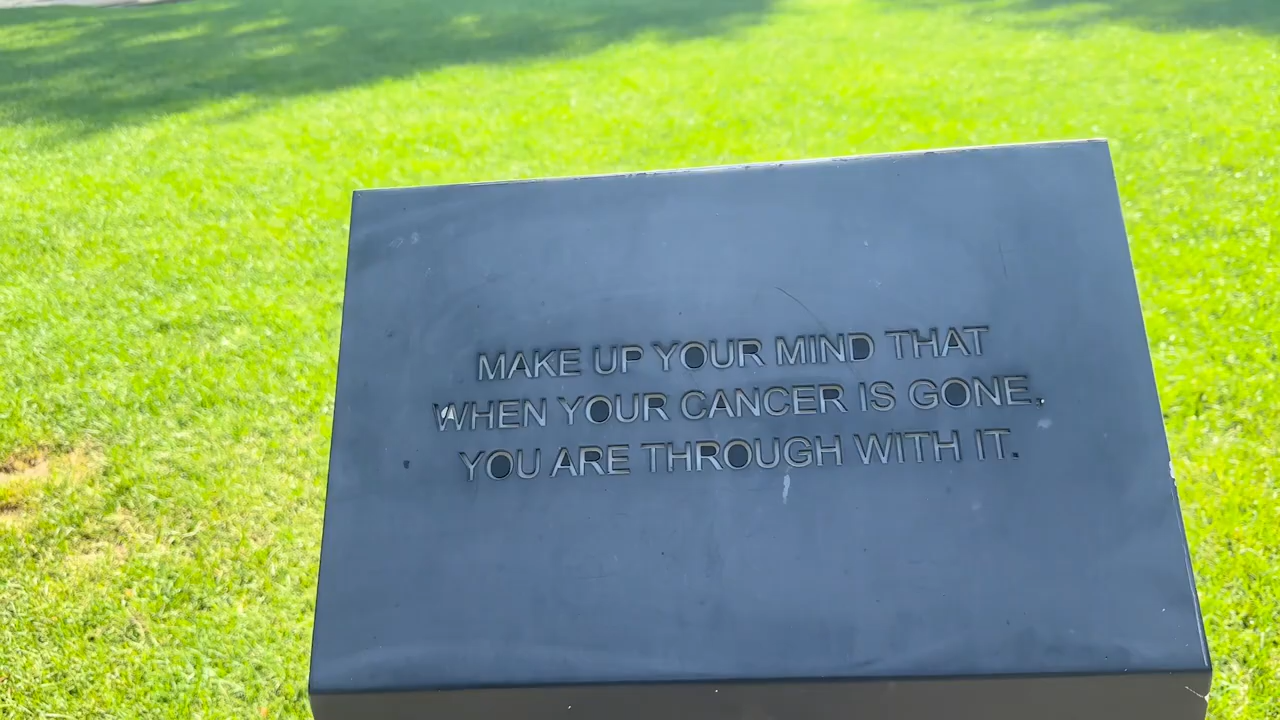 MAKE UP YOUR MIND THAT
WHEN YOUR CANCER IS GONE,
YOU ARE THROUGH WITH IT.